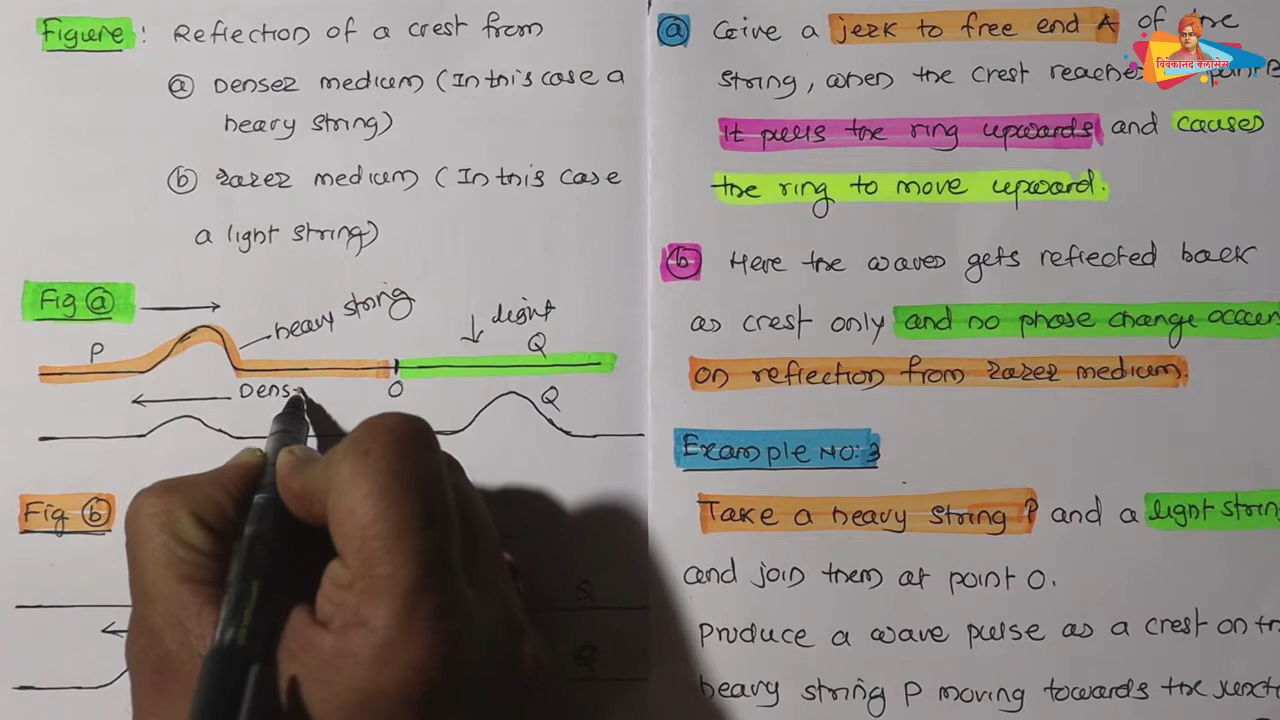 Figure : Reflection of a crest from
ⓐ Denser medium (In this case a
heavy string)
ⓑ rarer medium (In this case
a light string)
Fig ⓐ
heavy string
light
P
Q
Dens
O
Q
Fig ⓑ
Q
Q
ⓐ Give a jerk to free end A of the
string, when the crest reaches
It pulls the ring upwards and causes
the ring to move upward.
ⓑ Here the waves gets reflected back
as crest only and no phase change occurs
on reflection from rarer medium.
Example NO: 3
Take a heavy string P and a light string
and join them at point O.
Produce a wave pulse as a crest on
heavy string P moving towards the
विवेकानंद क्लासेस